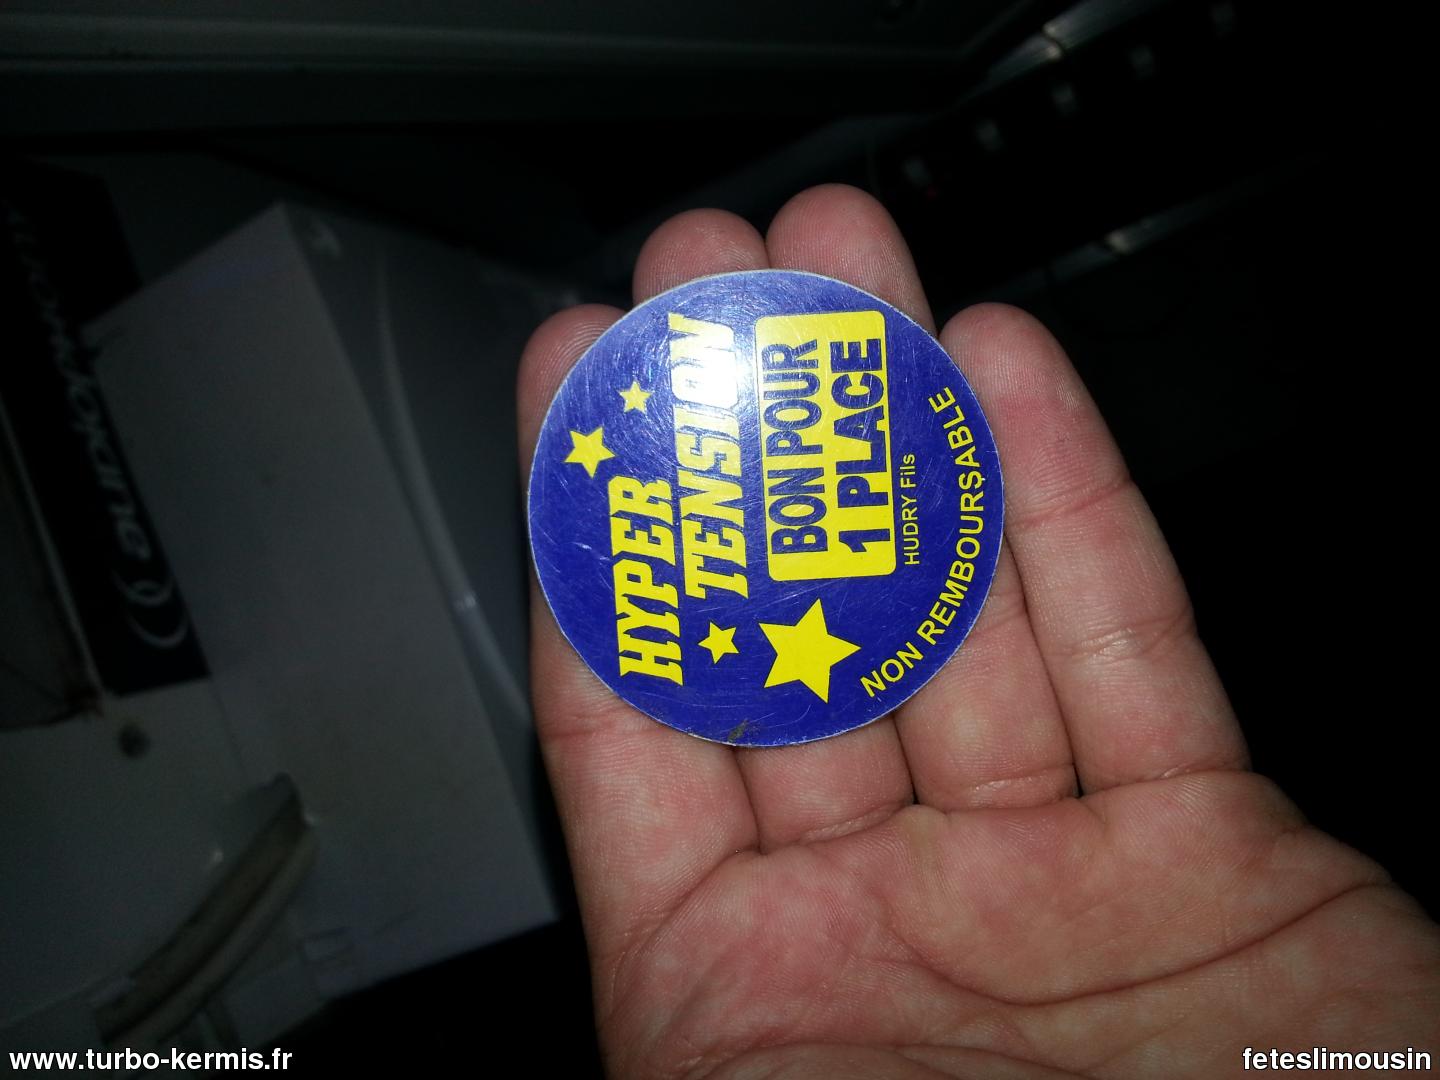 HYPER
TENSION
BON POUR
1 PLACE
HUDRY Fils
NON REMBOURSABLE
www.turbo-kermis.fr
feteslimousin